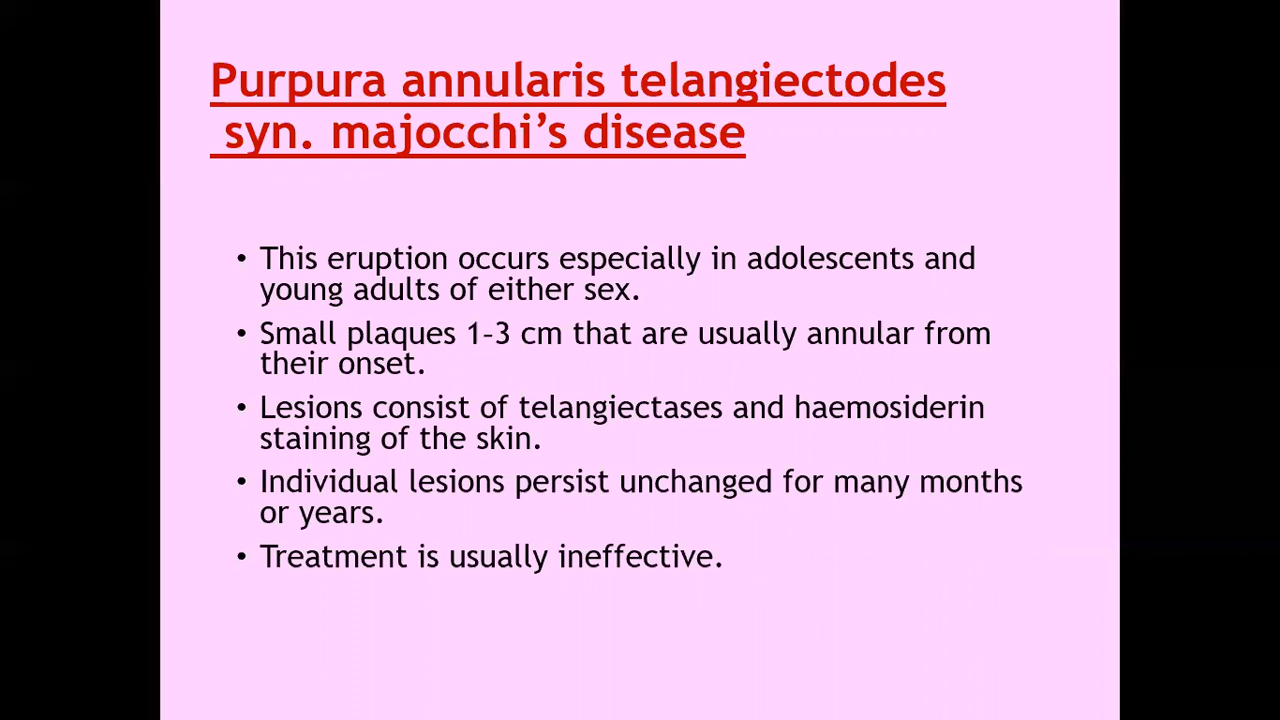 Purpura annularis telangiectodes
syn. majocchi's disease
• This eruption occurs especially in adolescents and
young adults of either sex.
• Small plaques 1–3 cm that are usually annular from
their onset.
• Lesions consist of telangiectases and haemosiderin
staining of the skin.
• Individual lesions persist unchanged for many months
or years.
• Treatment is usually ineffective.